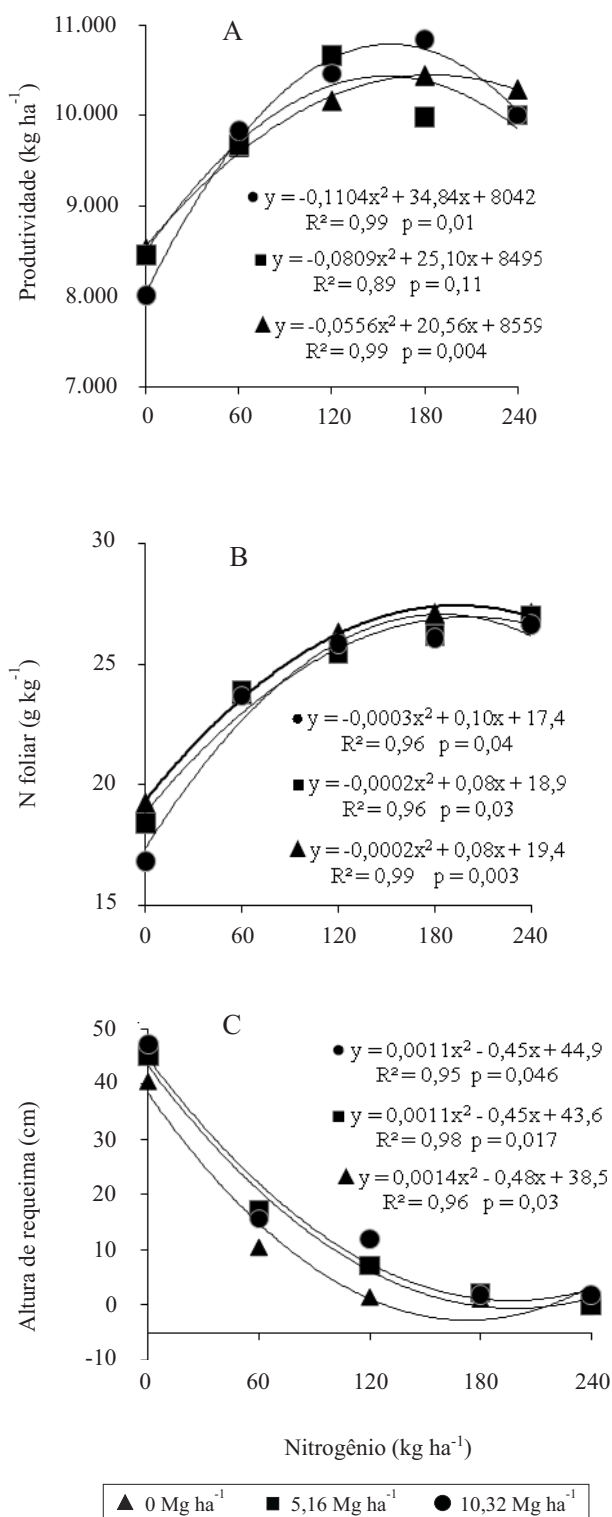 A
11.000
10.000
9.000
8.000
7.000
Produtividade (kg ha⁻¹)
● y = -0,1104x² + 34,84x + 8042
R² = 0,99 p = 0,01
■ y = -0,0809x² + 25,10x + 8495
R² = 0,89 p = 0,11
▲ y = -0,0556x² + 20,56x + 8559
R² = 0,99 p = 0,004
0 60 120 180 240
B
30
25
20
15
N foliar (g kg⁻¹)
● y = -0,0003x² + 0,10x + 17,4
R² = 0,96 p = 0,04
■ y = -0,0002x² + 0,08x + 18,9
R² = 0,96 p = 0,03
▲ y = -0,0002x² + 0,08x + 19,4
R² = 0,99 p = 0,003
0 60 120 180 240
C
50
40
30
20
10
0
-10
Altura de requeima (cm)
● y = 0,0011x² - 0,45x + 44,9
R² = 0,95 p = 0,046
■ y = 0,0011x² - 0,45x + 43,6
R² = 0,98 p = 0,017
▲ y = 0,0014x² - 0,48x + 38,5
R² = 0,96 p = 0,03
0 60 120 180 240
Nitrogênio (kg ha⁻¹)
▲ 0 Mg ha⁻¹ ■ 5,16 Mg ha⁻¹ ● 10,32 Mg ha⁻¹